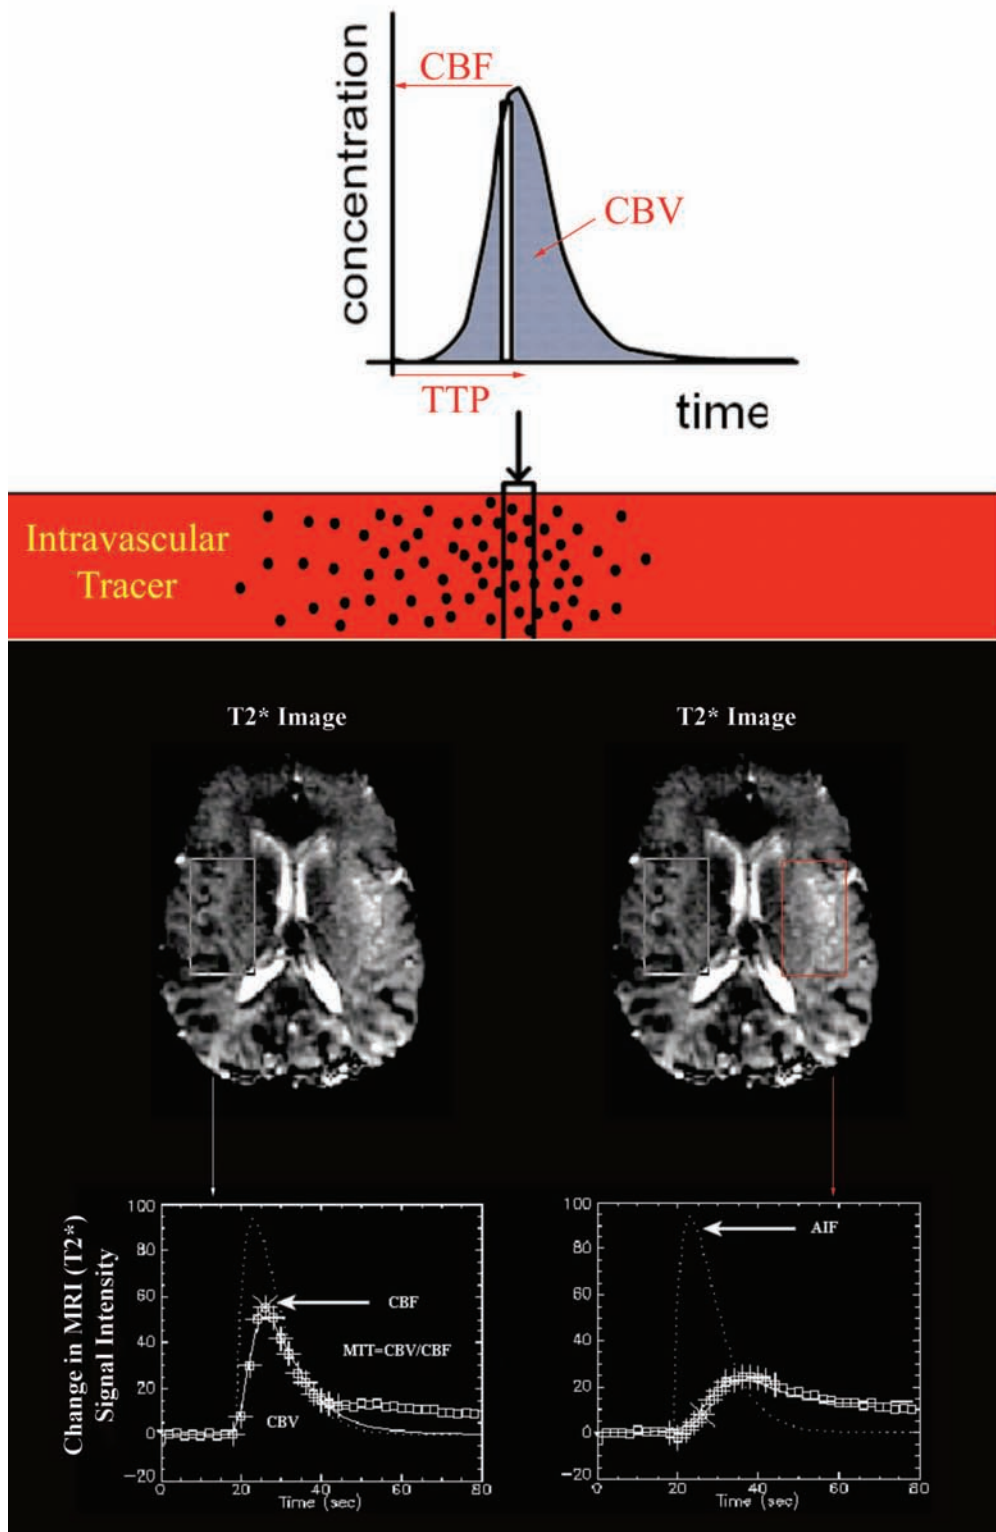 CBF
concentration
CBV
TTP
time
Intravascular
Tracer
T2* Image
T2* Image
Change in MRI (T2*)
Signal Intensity
100
80
60
40
20
0
-20
CBF
MTT=CBV/CBF
CBV
0
20
40
60
80
Time (sec)
100
80
60
40
20
0
-20
AIF
0
20
40
60
80
Time (sec)